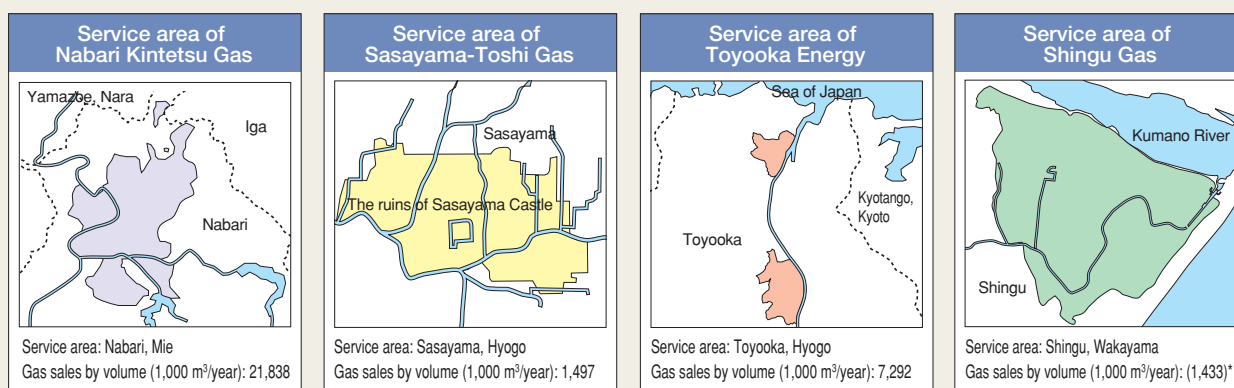 Service area of
Nabari Kintetsu Gas
Yamazoe, Nara
Iga
Nabari
Service area: Nabari, Mie
Gas sales by volume (1,000 m³/year): 21,838
Service area of
Sasayama-Toshi Gas
Sasayama
The ruins of Sasayama Castle
Service area: Sasayama, Hyogo
Gas sales by volume (1,000 m³/year): 1,497
Service area of
Toyooka Energy
Sea of Japan
Kyotango,
Kyoto
Toyooka
Service area: Toyooka, Hyogo
Gas sales by volume (1,000 m³/year): 7,292
Service area of
Shingu Gas
Kumano River
Shingu
Service area: Shingu, Wakayama
Gas sales by volume (1,000 m³/year): (1,433)*